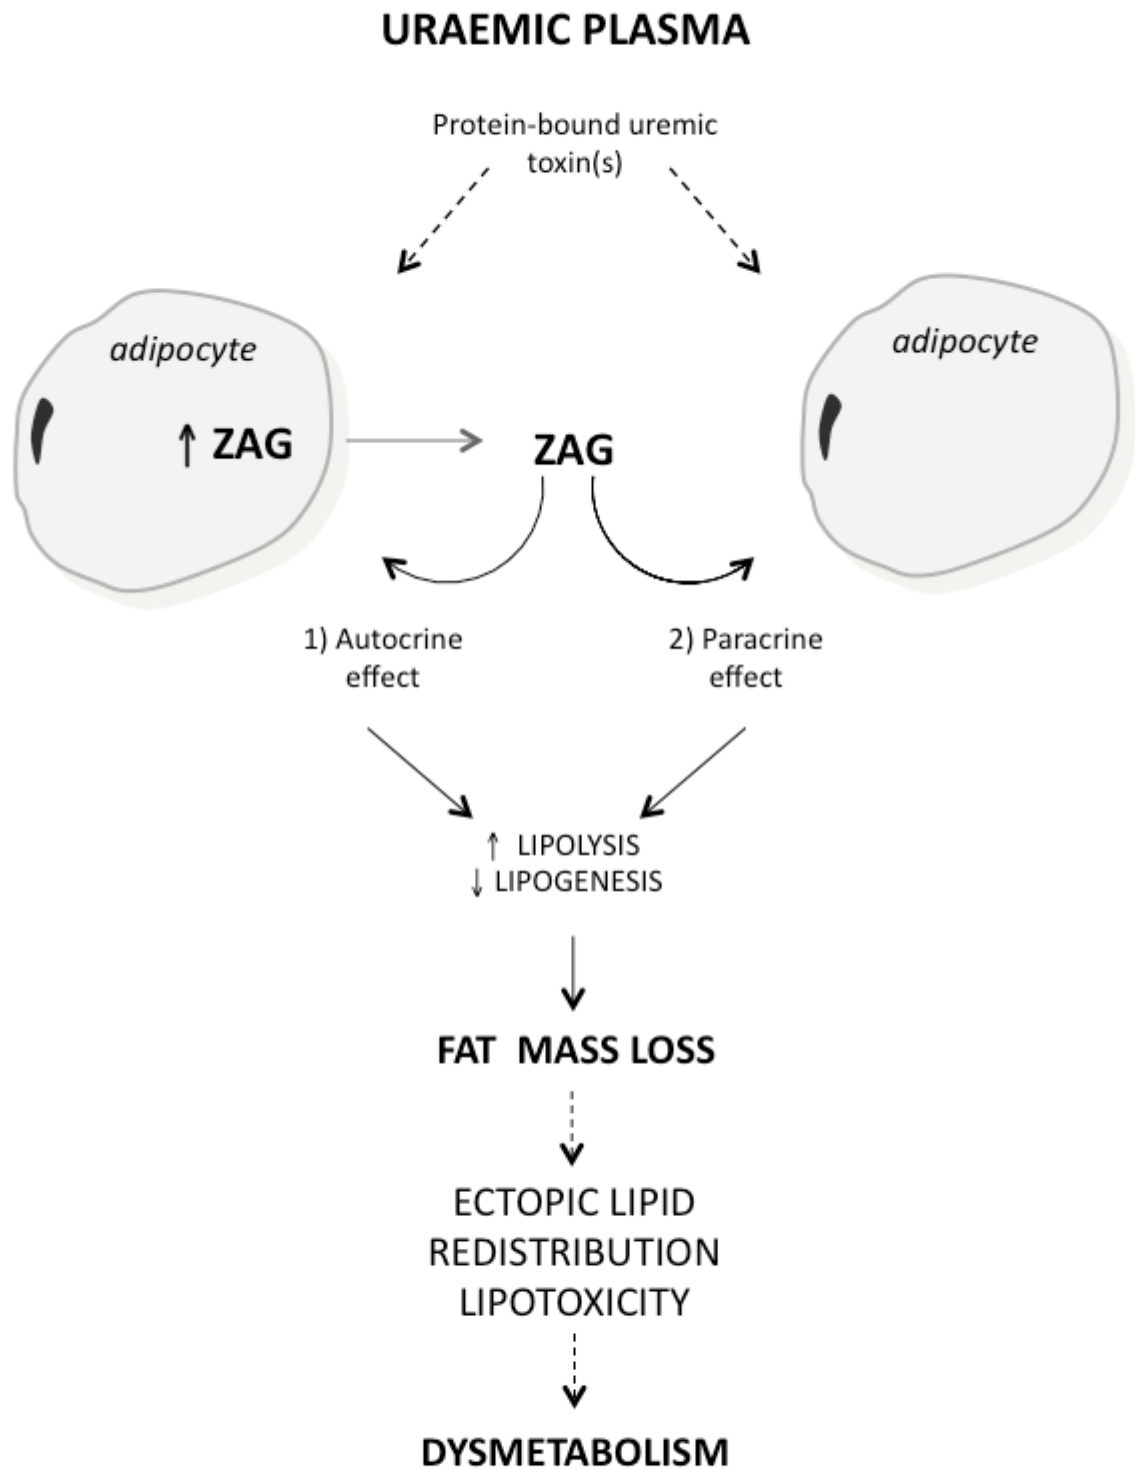 URAEMIC PLASMA
Protein-bound uremic
toxin(s)
adipocyte
adipocyte
↑ ZAG
ZAG
1) Autocrine
effect
2) Paracrine
effect
↑ LIPOLYSIS
↓ LIPOGENESIS
FAT MASS LOSS
ECTOPIC LIPID
REDISTRIBUTION
LIPOTOXICITY
DYSMETABOLISM